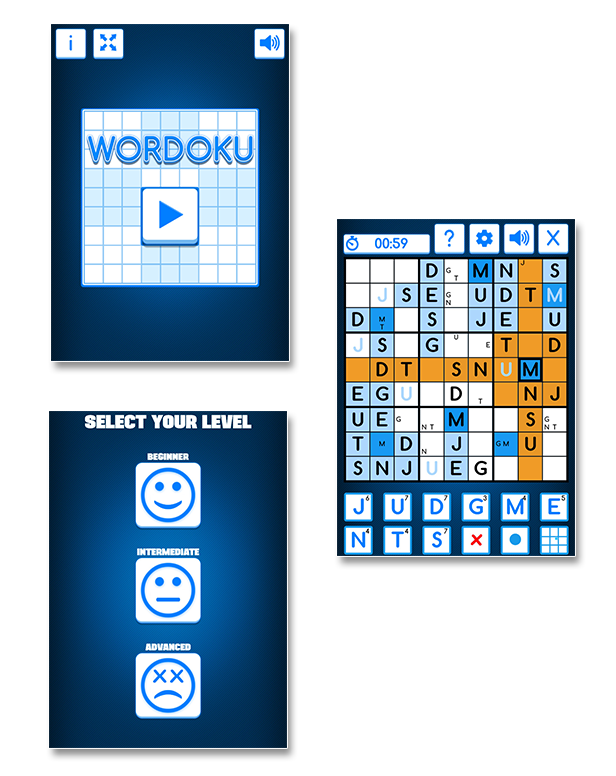 i
WORDOKU
00:59 ? X
D G T M N J S
J S E G N U D T M
D M T S J E U
J S G U E T D
D T S N U M
E G U D T N J
U E G N T M S G N T
T M D N J G M U
S N J U E G
J 6 U 7 D 7 G 3 M 4 E 5
N 4 T 4 S 7
SELECT YOUR LEVEL
BEGINNER
INTERMEDIATE
ADVANCED